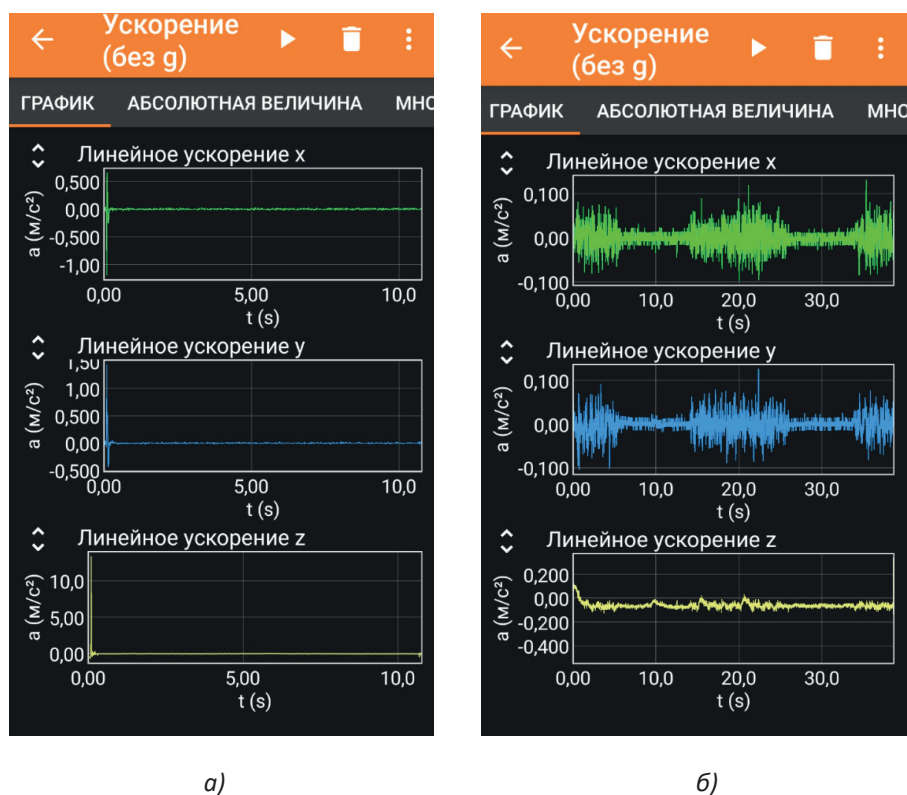 Ускорение
(без g)
ГРАФИК АБСОЛЮТНАЯ ВЕЛИЧИНА МНО
Линейное ускорение x
a (м/с²)
0,500
0,00
-0,500
-1,00
0,00 5,00 10,0
t (s)
Линейное ускорение y
a (м/с²)
1,50
1,00
0,500
0,00
-0,500
0,00 5,00 10,0
t (s)
Линейное ускорение z
a (м/с²)
10,0
5,00
0,00
0,00 5,00 10,0
t (s)
а)
Ускорение
(без g)
ГРАФИК АБСОЛЮТНАЯ ВЕЛИЧИНА МНО
Линейное ускорение x
a (м/с²)
0,100
0,00
-0,100
0,00 10,0 20,0 30,0
t (s)
Линейное ускорение y
a (м/с²)
0,100
0,00
-0,100
0,00 10,0 20,0 30,0
t (s)
Линейное ускорение z
a (м/с²)
0,200
0,00
-0,200
-0,400
0,00 10,0 20,0 30,0
t (s)
б)